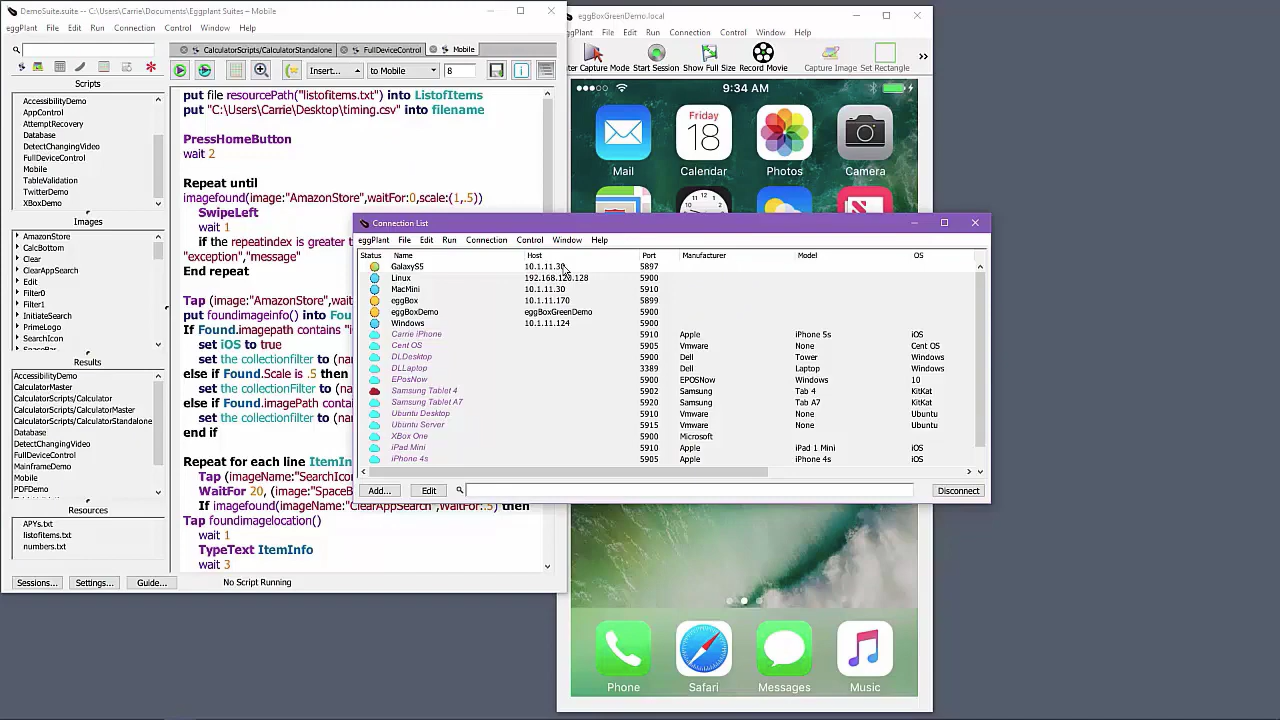 DemoSuite.suite -- C:\Users\Carrie\Documents\Eggplant Suites - Mobile
eggPlant File Edit Run Connection Control Window Help
CalculatorScripts/CalculatorStandalone FullDeviceControl Mobile
Insert... to Mobile 8
Scripts
AccessibilityDemo
AppControl
AttemptRecovery
Database
DetectChangingVideo
FullDeviceControl
Mobile
TableValidation
TwitterDemo
XBoxDemo
Images
AmazonStore
CalcBottom
Clear
ClearAppSearch
Edit
Filter0
Filter1
InitiateSearch
PrimeLogo
SearchIcon
Results
AccessibilityDemo
CalculatorMaster
CalculatorScripts/Calculator
CalculatorScripts/CalculatorMaster
CalculatorScripts/CalculatorStandalone
Database
DetectChangingVideo
FullDeviceControl
MainframeDemo
Mobile
PDFDemo
Resources
APYs.txt
listofitems.txt
numbers.txt
Sessions... Settings... Guide... No Script Running
put file resourcePath("listofitems.txt") into ListofItems
put "C:\Users\Carrie\Desktop\timing.csv" into filename
PressHomeButton
wait 2
Repeat until
imagefound(image:"AmazonStore",waitFor:0,scale:(1,.5))
SwipeLeft
wait 1
if the repeatindex is greater t
"exception","message"
End repeat
Tap (image:"AmazonStore",wait
put foundimageinfo() into Fou
If Found.imagepath contains "i
set iOS to true
set the collectionfilter to (na
else if Found.Scale is .5 then
set the collectionFilter to (na
else if Found.imagePath contai
set the collectionfilter to (na
end if
Repeat for each line ItemIn
Tap (imageName:"SearchIco
WaitFor 20, (image:"SpaceB
If imagefound(imageName:"ClearAppSearch",WaitFor:.5) then
Tap foundimagelocation()
wait 1
TypeText ItemInfo
wait 3
eggBoxGreenDemo.local
gPlant File Edit Run Connection Control Window Help
ter Capture Mode Start Session Show Full Size Record Movie Capture Image Set Rectangle
9:34 AM
Friday
18
Mail Calendar Photos Camera
Connection List
eggPlant File Edit Run Connection Control Window Help
Status Name Host Port Manufacturer Model OS
GalaxyS5 10.1.11.30 5897
Linux 192.168.128 5900
MacMini 10.1.11.30 5910
eggBox 10.1.11.170 5899
eggBoxDemo eggBoxGreenDemo 5900
Windows 10.1.11.124 5900
Carrie iPhone 5910 Apple iPhone 5s iOS
Cent OS 5905 Vmware None Cent OS
DLDesktop 5900 Dell Tower Windows
DLLaptop 3389 Dell Laptop Windows
EPosNow 5900 EPOSNow Windows 10
Samsung Tablet 4 5902 Samsung Tab 4 KitKat
Samsung Tablet A7 5920 Samsung Tab A7 KitKat
Ubuntu Desktop 5910 Vmware None Ubuntu
Ubuntu Server 5915 Vmware None Ubuntu
XBox One 5900 Microsoft
iPad Mini 5910 Apple iPad 1 Mini iOS
iPhone 4s 5905 Apple iPhone 4s iOS
Add... Edit Disconnect
Phone Safari Messages Music